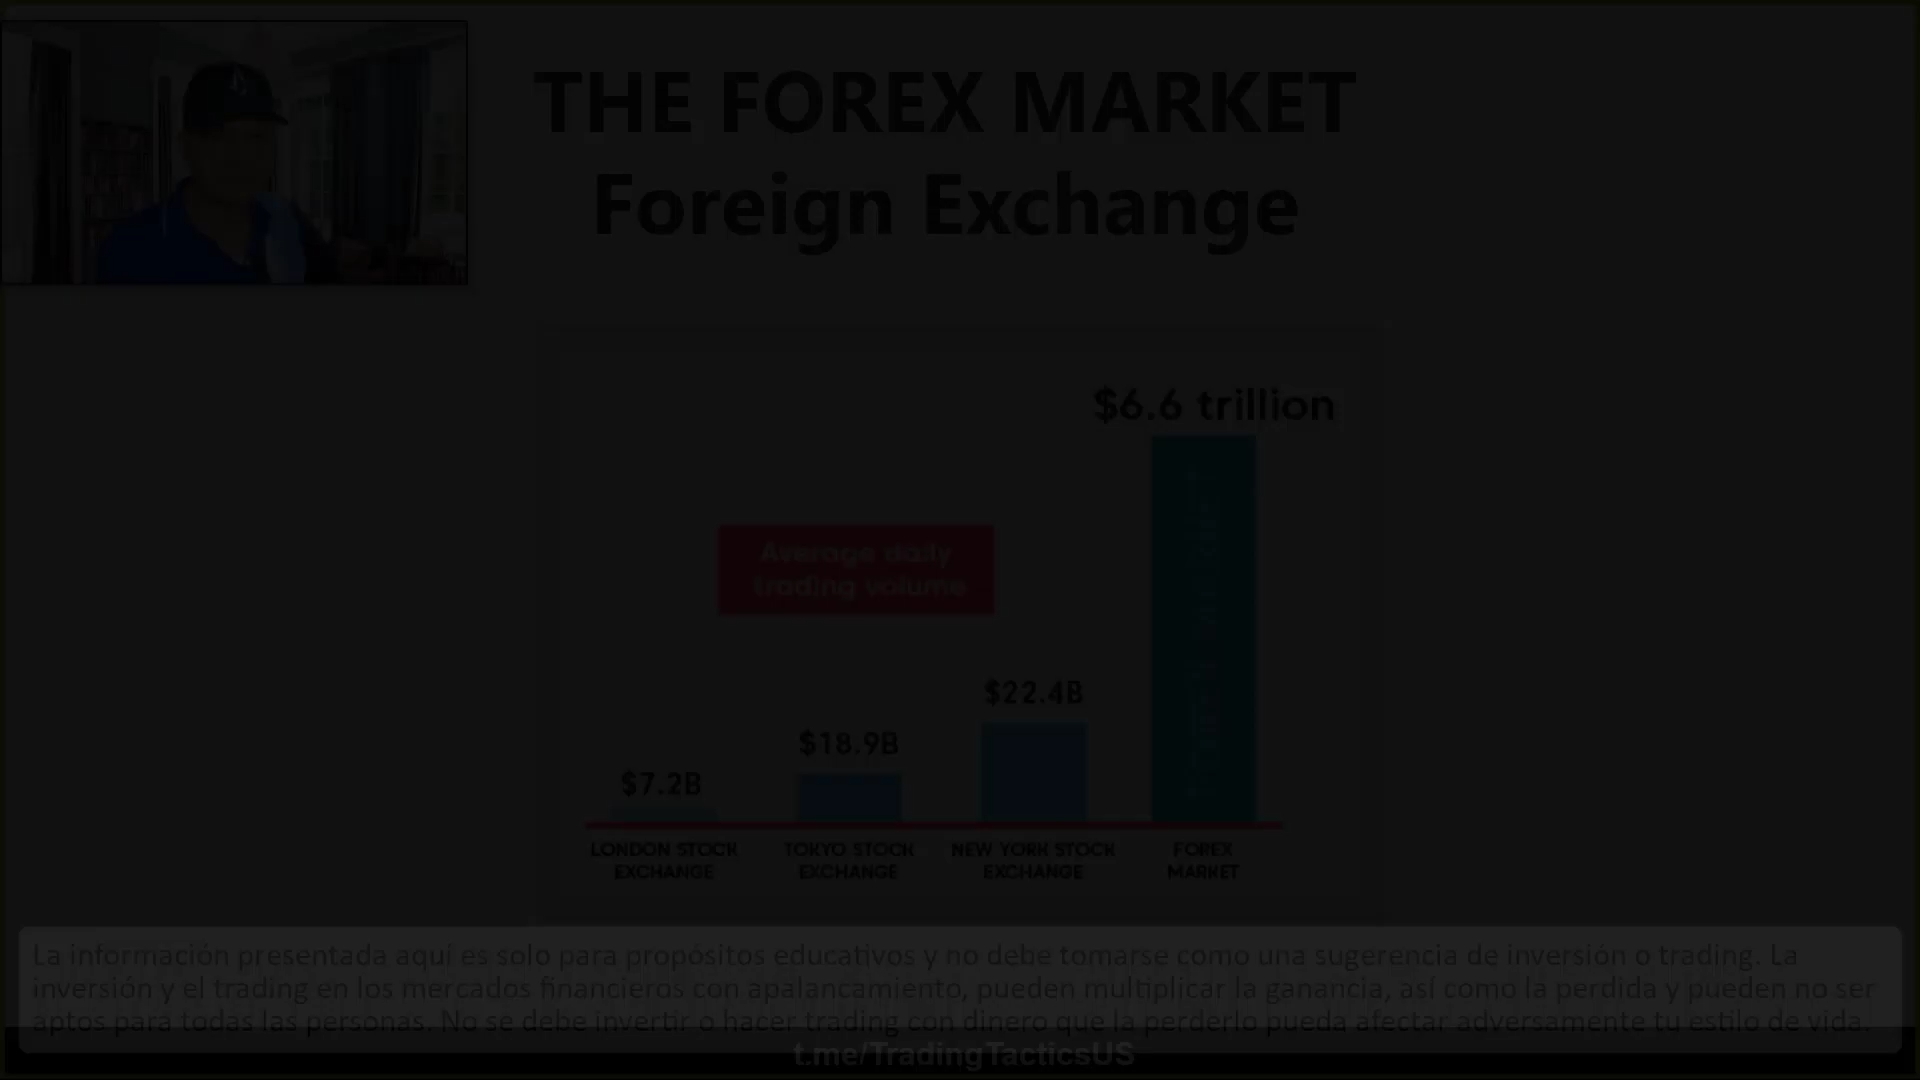 THE FOREX MARKET
Foreign Exchange
$6.6 trillion
Average daily
trading volume
$22.4B
$18.9B
$7.2B
LONDON STOCK
EXCHANGE
TOKYO STOCK
EXCHANGE
NEW YORK STOCK
EXCHANGE
FOREX
MARKET
La información presentada aquí es solo para propósitos educativos y no debe tomarse como una sugerencia de inversión o trading. La
inversión y el trading en los mercados financieros con apalancamiento, pueden multiplicar la ganancia, así como la perdida y pueden no ser
aptos para todas las personas. No se debe invertir o hacer trading con dinero que la perderlo pueda afectar adversamente tu estilo de vida.
t.me/TradingTacticsUS